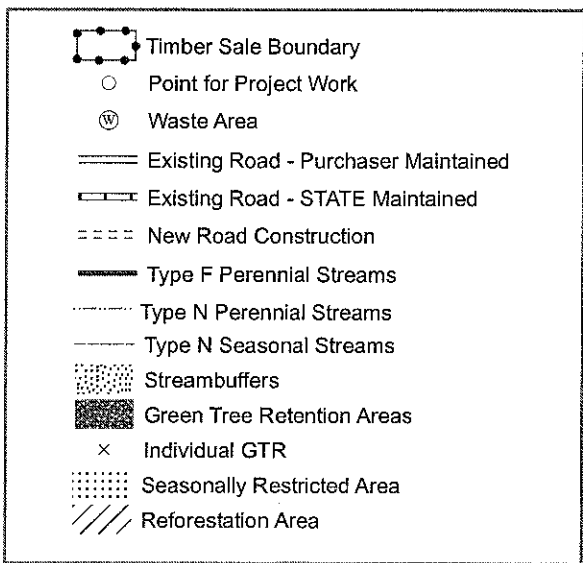 Timber Sale Boundary
Point for Project Work
W Waste Area
Existing Road - Purchaser Maintained
Existing Road - STATE Maintained
New Road Construction
Type F Perennial Streams
Type N Perennial Streams
Type N Seasonal Streams
Streambuffers
Green Tree Retention Areas
Individual GTR
Seasonally Restricted Area
Reforestation Area